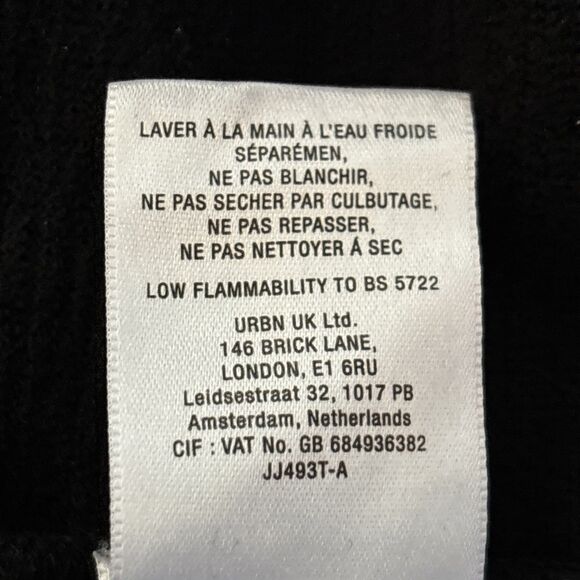 LAVER À LA MAIN À L'EAU FROIDE
SÉPARÉMEN,
NE PAS BLANCHIR,
NE PAS SECHER PAR CULBUTAGE,
NE PAS REPASSER,
NE PAS NETTOYER Á SEC
LOW FLAMMABILITY TO BS 5722
URBN UK Ltd.
146 BRICK LANE,
LONDON, E1 6RU
Leidsestraat 32, 1017 PB
Amsterdam, Netherlands
CIF : VAT No. GB 684936382
JJ493T-A